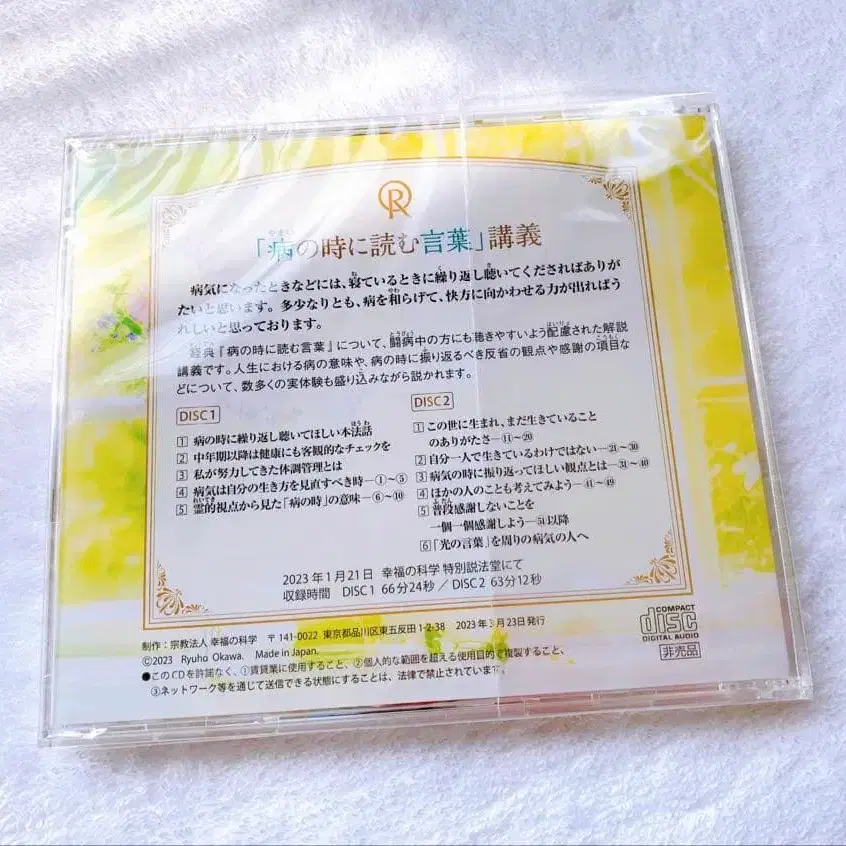 「病の時に読む言葉」講義
病気になったときなどには、寝ているときに繰り返し聴いてくださればありが
たいと思います。多少なりとも、病を和らげて、快方に向かわせる力が出ればう
れしいと思っております。
経典『病の時に読む言葉』について、闘病中の方にも聴きやすいよう配慮された解説
講義です。人生における病の意味や、病の時に振り返るべき反省の観点や感謝の項目な
どについて、数多くの実体験も盛り込みながら説かれます。
DISC 1
1 病の時に繰り返し聴いてほしい本法話
2 中年期以降は健康にも客観的なチェックを
3 私が努力してきた体調管理とは
4 病気は自分の生き方を見直すべき時―①〜⑤
5 霊的視点から見た「病の時」の意味―⑥〜⑩
DISC 2
1 この世に生まれ、まだ生きていること
のありがたさ―⑪〜⑳
2 自分一人で生きているわけではない―㉑〜㉚
3 病気の時に振り返ってほしい観点とは―㉛〜㊵
4 ほかの人のことも考えてみよう―㊶〜㊾
5 普段感謝しないことを
一個一個感謝しよう―51以降
6 「光の言葉」を周りの病気の人へ
2023年1月21日 幸福の科学 特別説法堂にて
収録時間 DISC 1 66分24秒 / DISC 2 63分12秒
制作：宗教法人 幸福の科学 〒141-0022 東京都品川区東五反田1-2-38 2023年3月23日発行
©2023 Ryuho Okawa. Made in Japan.
●このCDを許諾なく、①賃貸業に使用すること、②個人的な範囲を超える使用目的で複製すること、
③ネットワーク等を通じて送信できる状態にすることは、法律で禁止されています。
COMPACT
disc
DIGITAL AUDIO
非売品